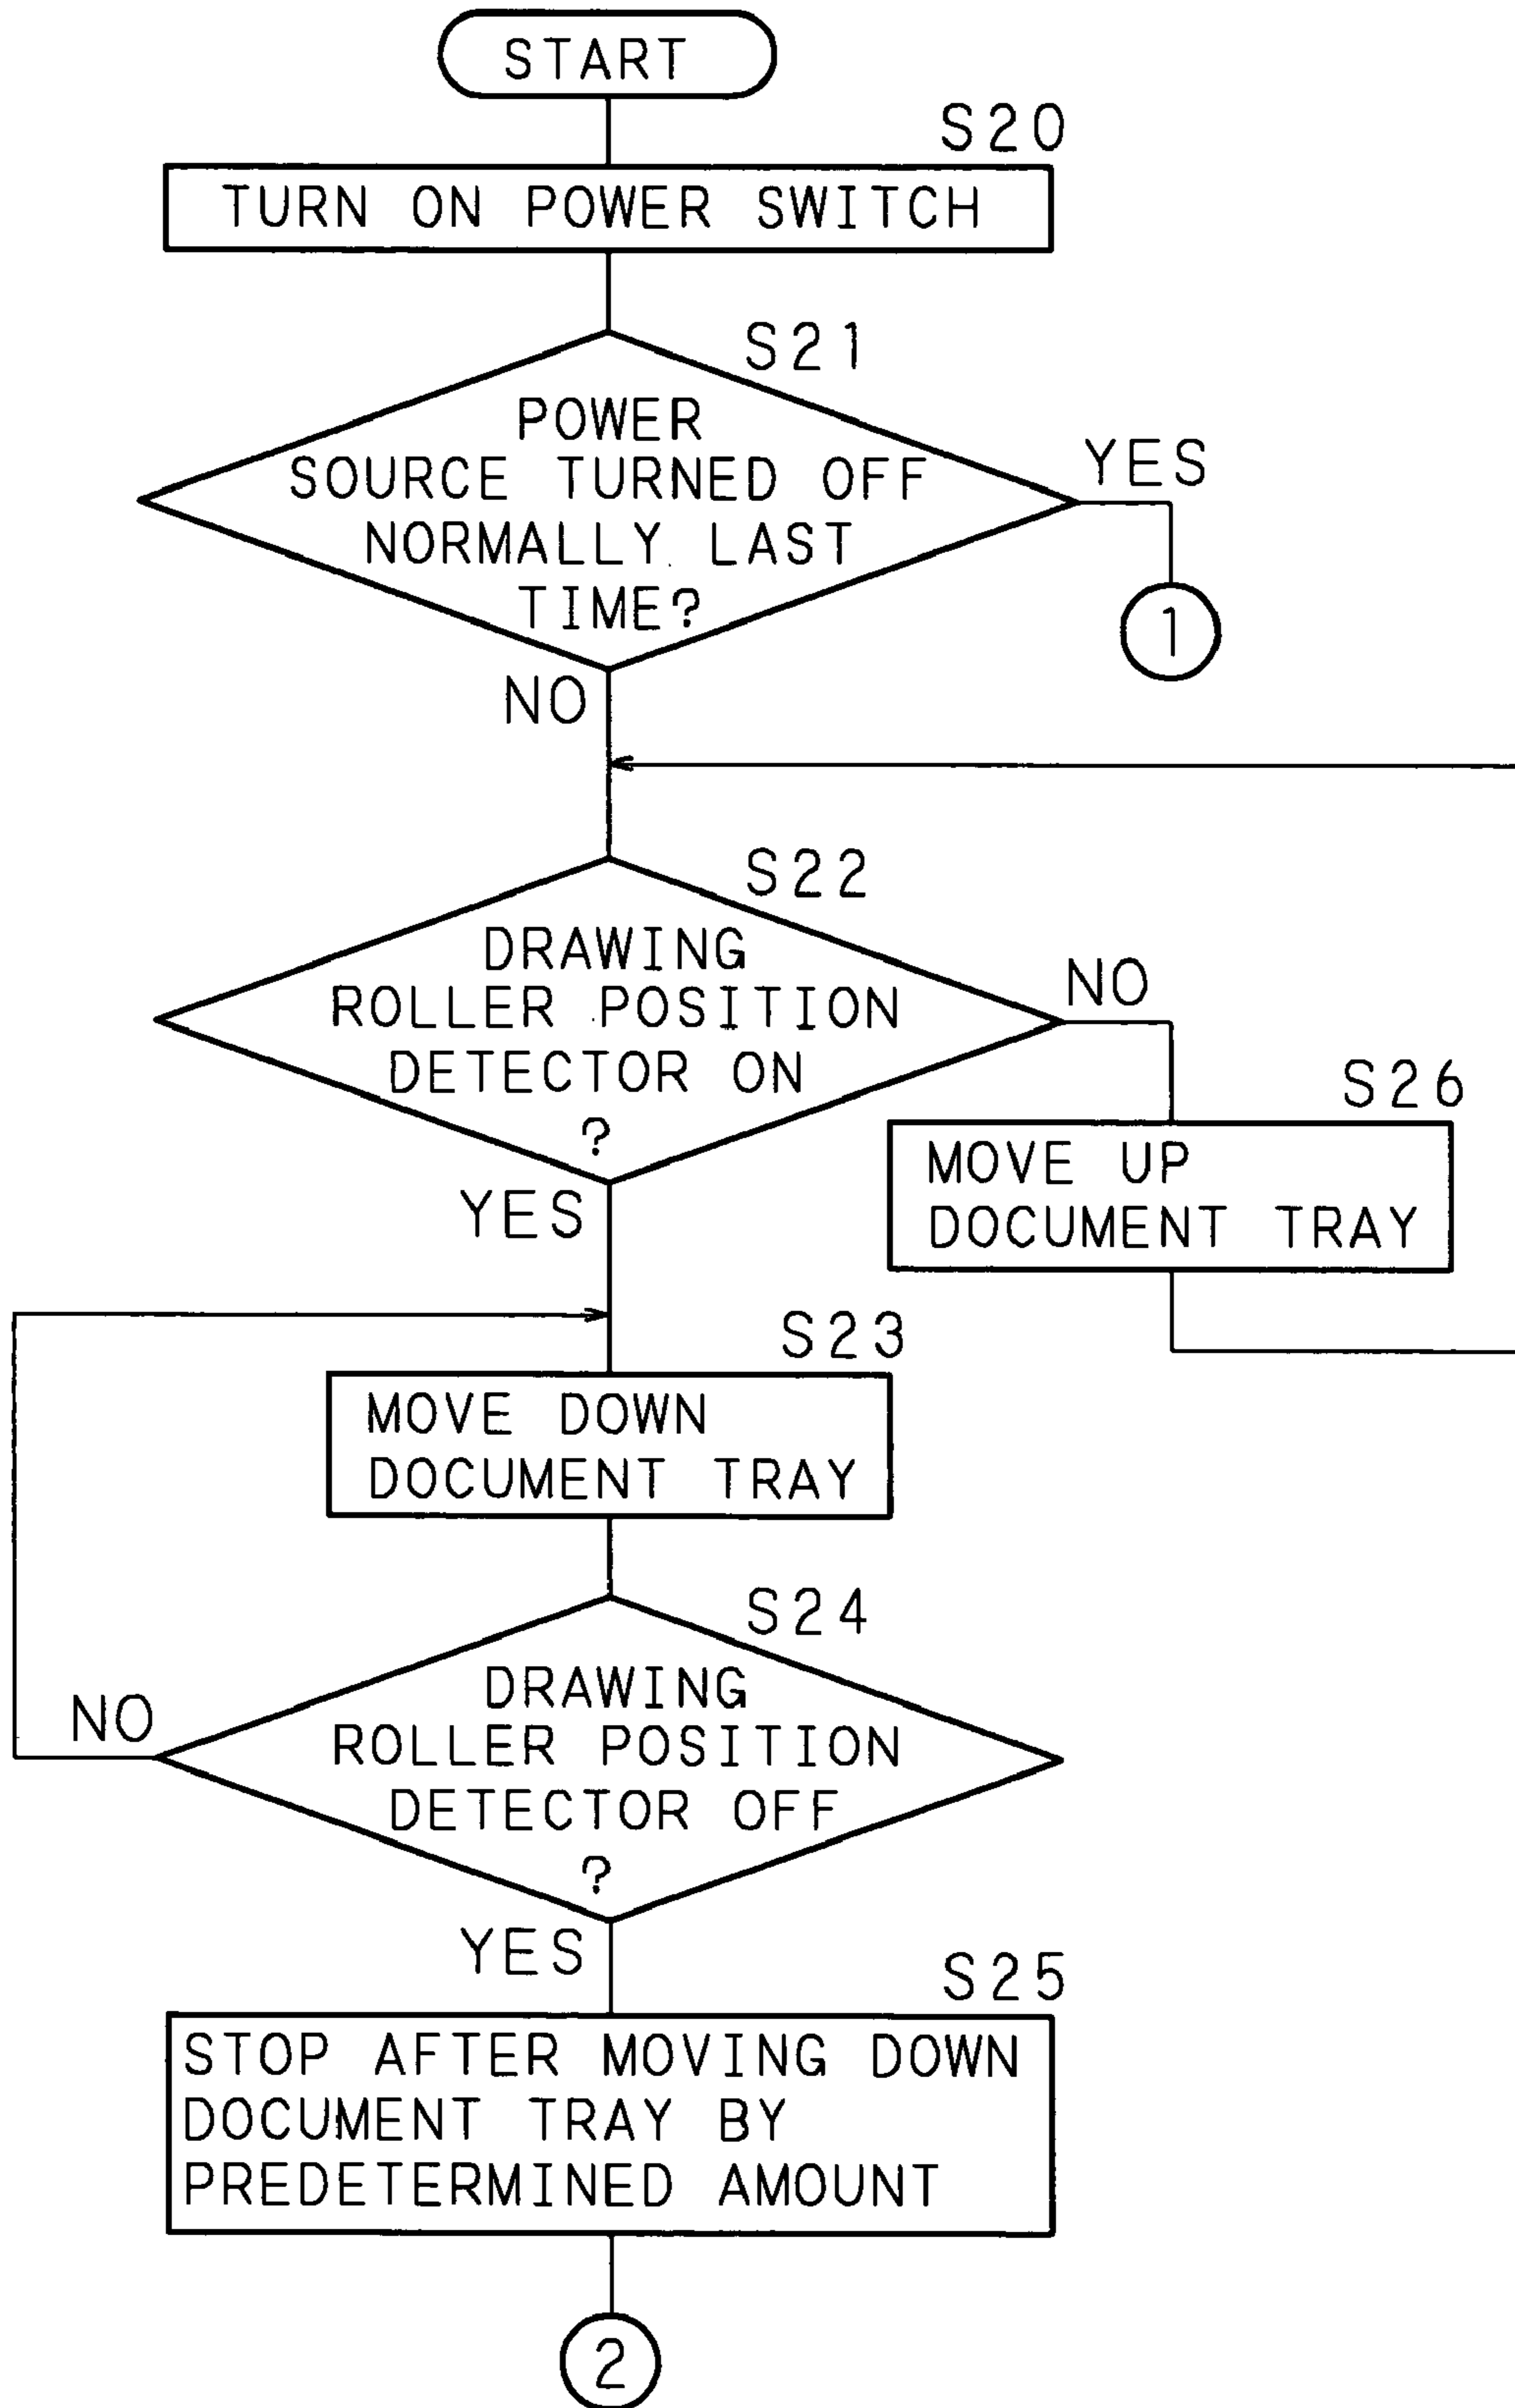 START
S20
TURN ON POWER SWITCH
S21
POWER
SOURCE TURNED OFF
NORMALLY LAST
TIME?
YES
1
NO
S22
DRAWING
ROLLER POSITION
DETECTOR ON
?
NO
S26
MOVE UP
DOCUMENT TRAY
YES
S23
MOVE DOWN
DOCUMENT TRAY
S24
DRAWING
ROLLER POSITION
DETECTOR OFF
?
NO
YES
S25
STOP AFTER MOVING DOWN
DOCUMENT TRAY BY
PREDETERMINED AMOUNT
2